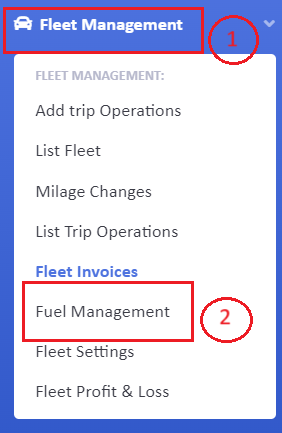 Fleet Management
1
FLEET MANAGEMENT:
Add trip Operations
List Fleet
Milage Changes
List Trip Operations
Fleet Invoices
Fuel Management
2
Fleet Settings
Fleet Profit & Loss